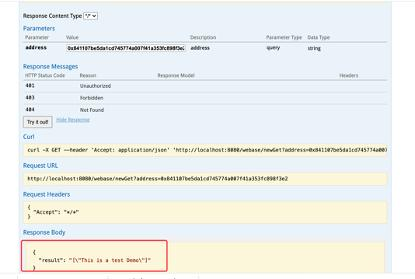 Response Content Type */*
Parameters
Parameter Value Description Parameter Type Data Type
address 0x841107be5da1cd745774a007f41a353fc898f3e2 address query string
Response Messages
HTTP Status Code Reason Response Model Headers
401 Unauthorized
403 Forbidden
404 Not Found
Try it out! Hide Response
Curl
curl -X GET --header 'Accept: application/json' 'http://localhost:8080/webase/newGet?address=0x841107be5da1cd745774a007
Request URL
http://localhost:8080/webase/newGet?address=0x841107be5da1cd745774a007f41a353fc898f3e2
Request Headers
{
"Accept": "*/*"
}
Response Body
{
"result": "[\"This is a test Demo\"]"
}